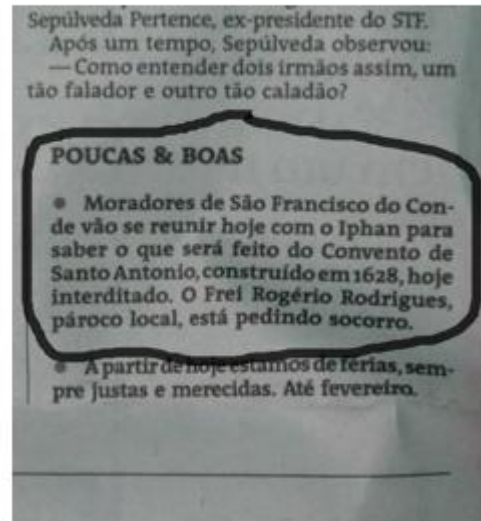 Sepúlveda Pertence, ex-presidente do STF.
Após um tempo, Sepúlveda observou:
— Como entender dois irmãos assim, um
tão falador e outro tão caladão?
POUCAS & BOAS
• Moradores de São Francisco do Con-
de vão se reunir hoje com o Iphan para
saber o que será feito do Convento de
Santo Antonio, construído em 1628, hoje
interditado. O Frei Rogério Rodrigues,
pároco local, está pedindo socorro.
• A partir de hoje estamos de férias, sem-
pre justas e merecidas. Até fevereiro.